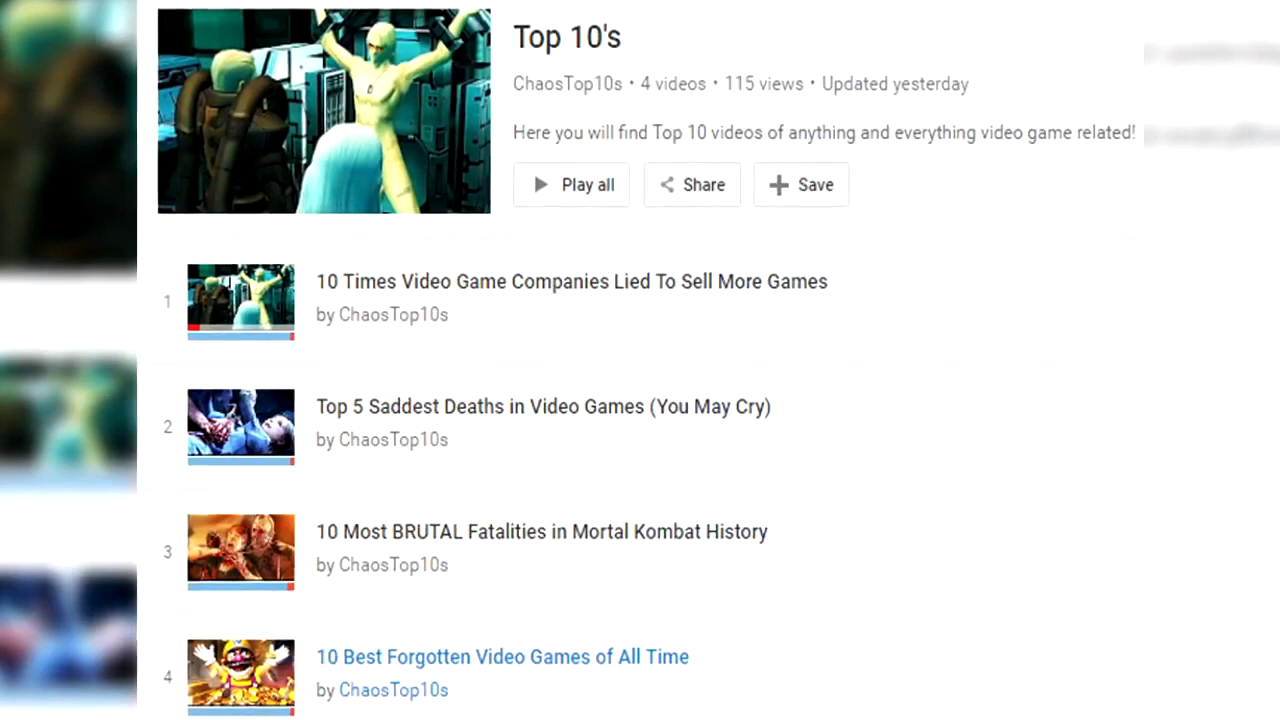 Top 10's
ChaosTop10s • 4 videos • 115 views • Updated yesterday
Here you will find Top 10 videos of anything and everything video game related!
Play all Share Save
1 10 Times Video Game Companies Lied To Sell More Games
by ChaosTop10s
2 Top 5 Saddest Deaths in Video Games (You May Cry)
by ChaosTop10s
3 10 Most BRUTAL Fatalities in Mortal Kombat History
by ChaosTop10s
4 10 Best Forgotten Video Games of All Time
by ChaosTop10s